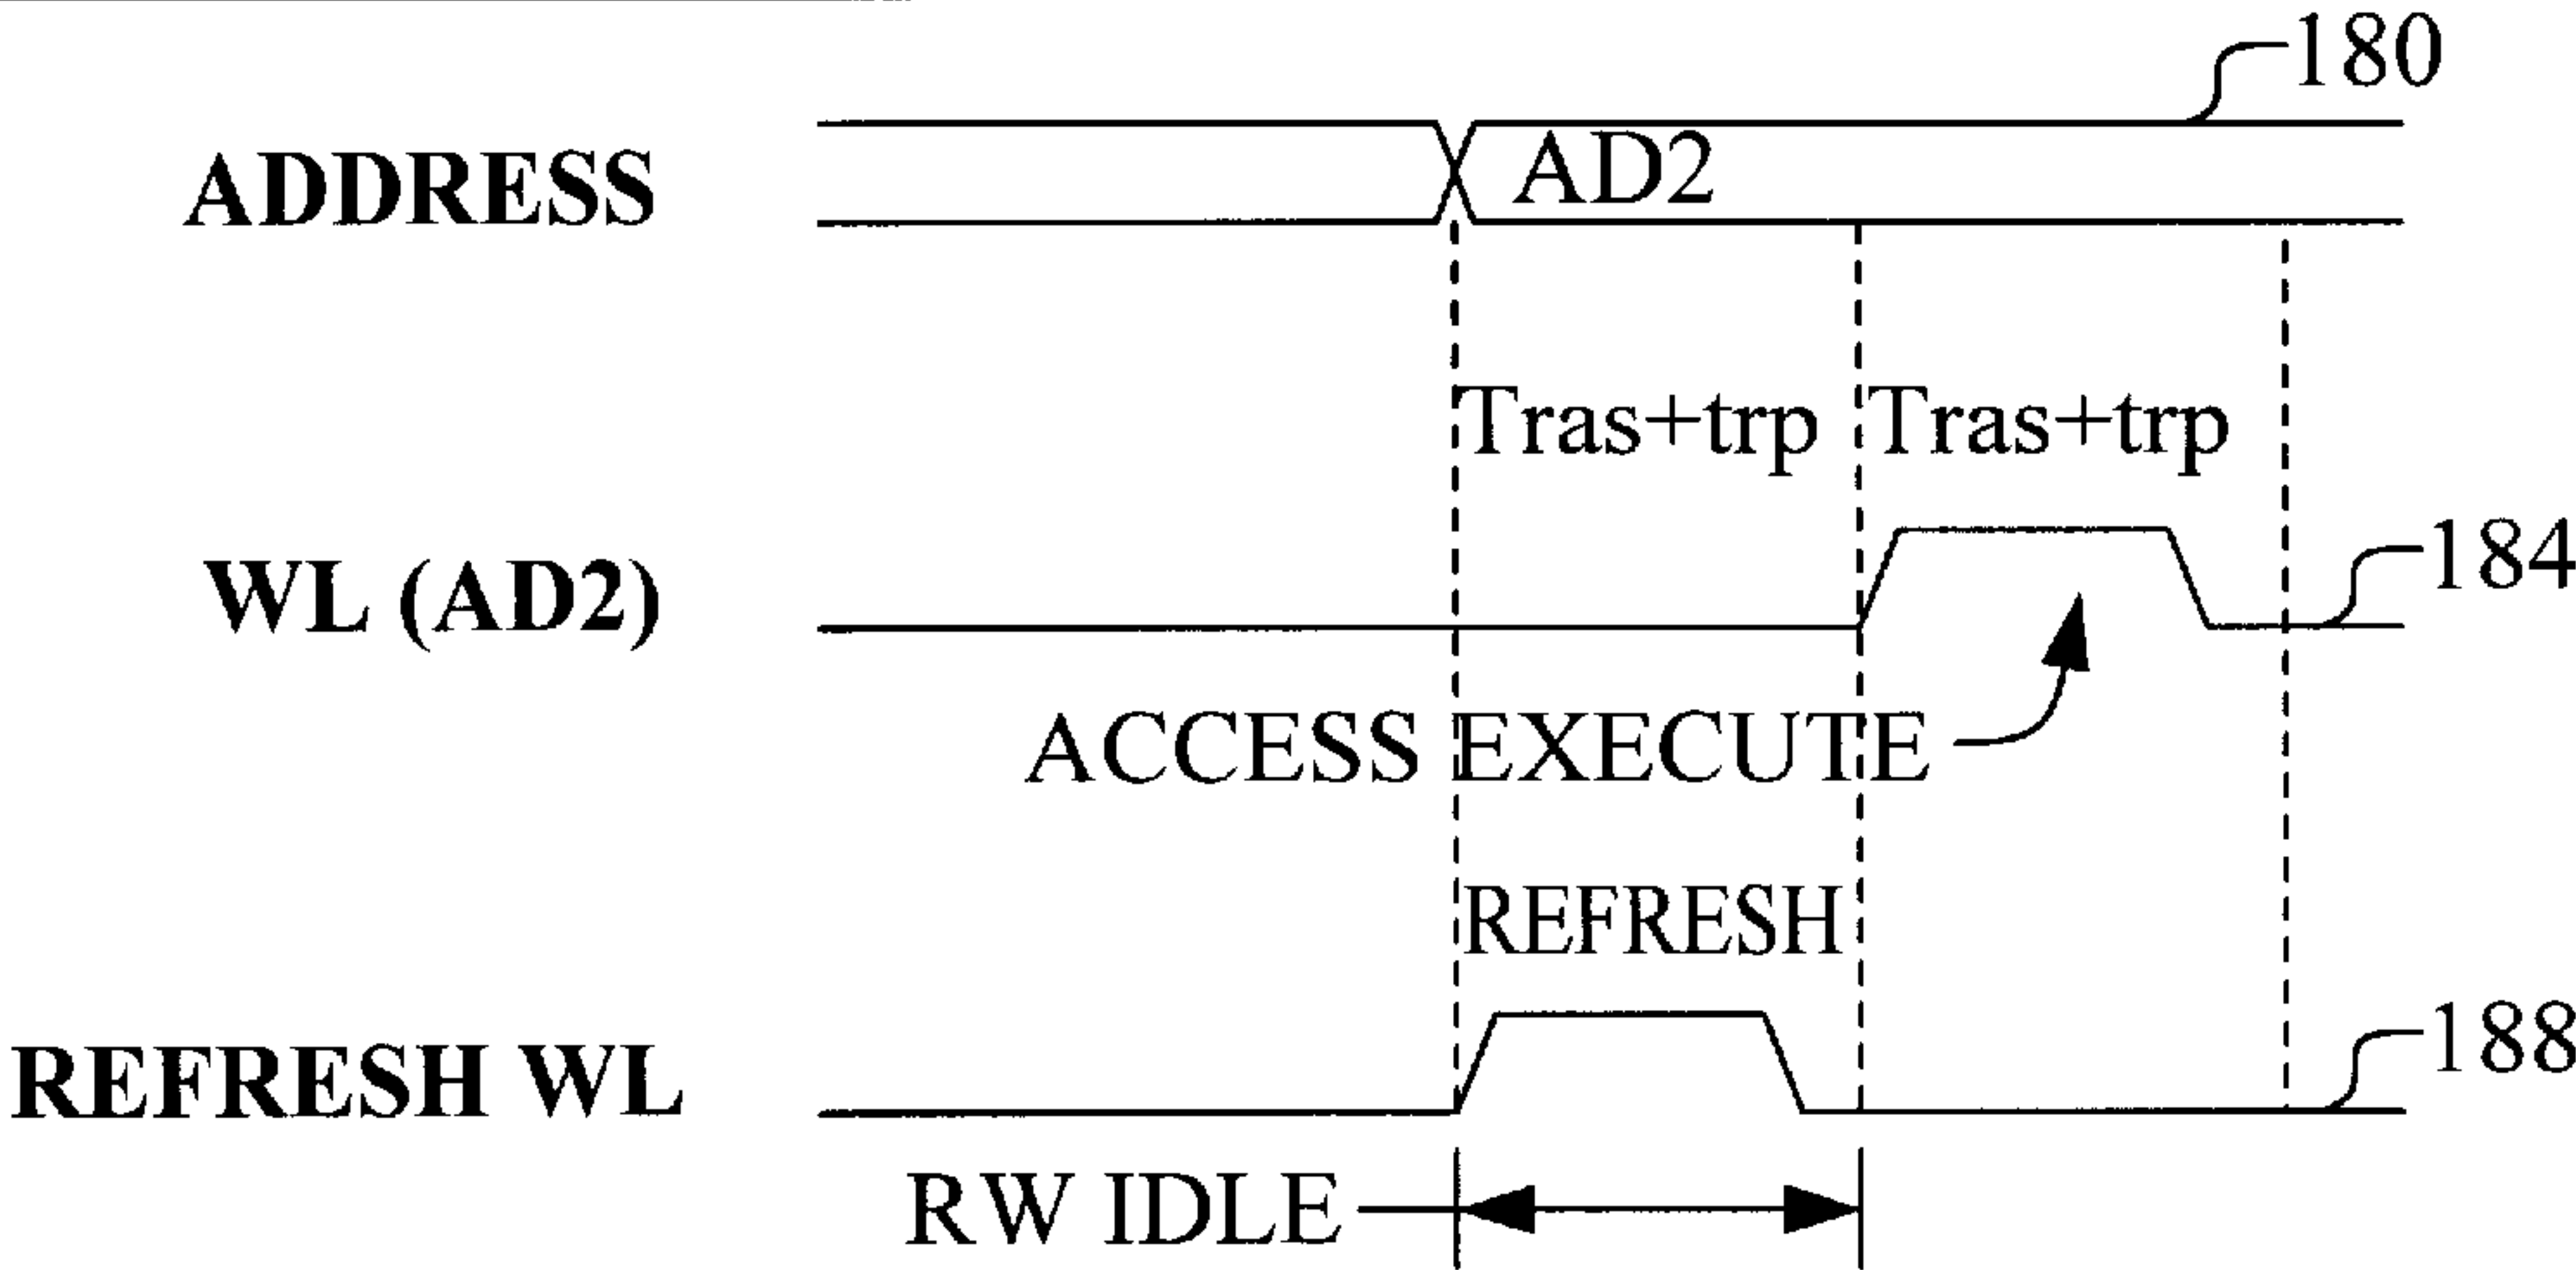 180
ADDRESS AD2
Tras+trp Tras+trp
WL (AD2) 184
ACCESS EXECUTE
REFRESH
REFRESH WL 188
RW IDLE